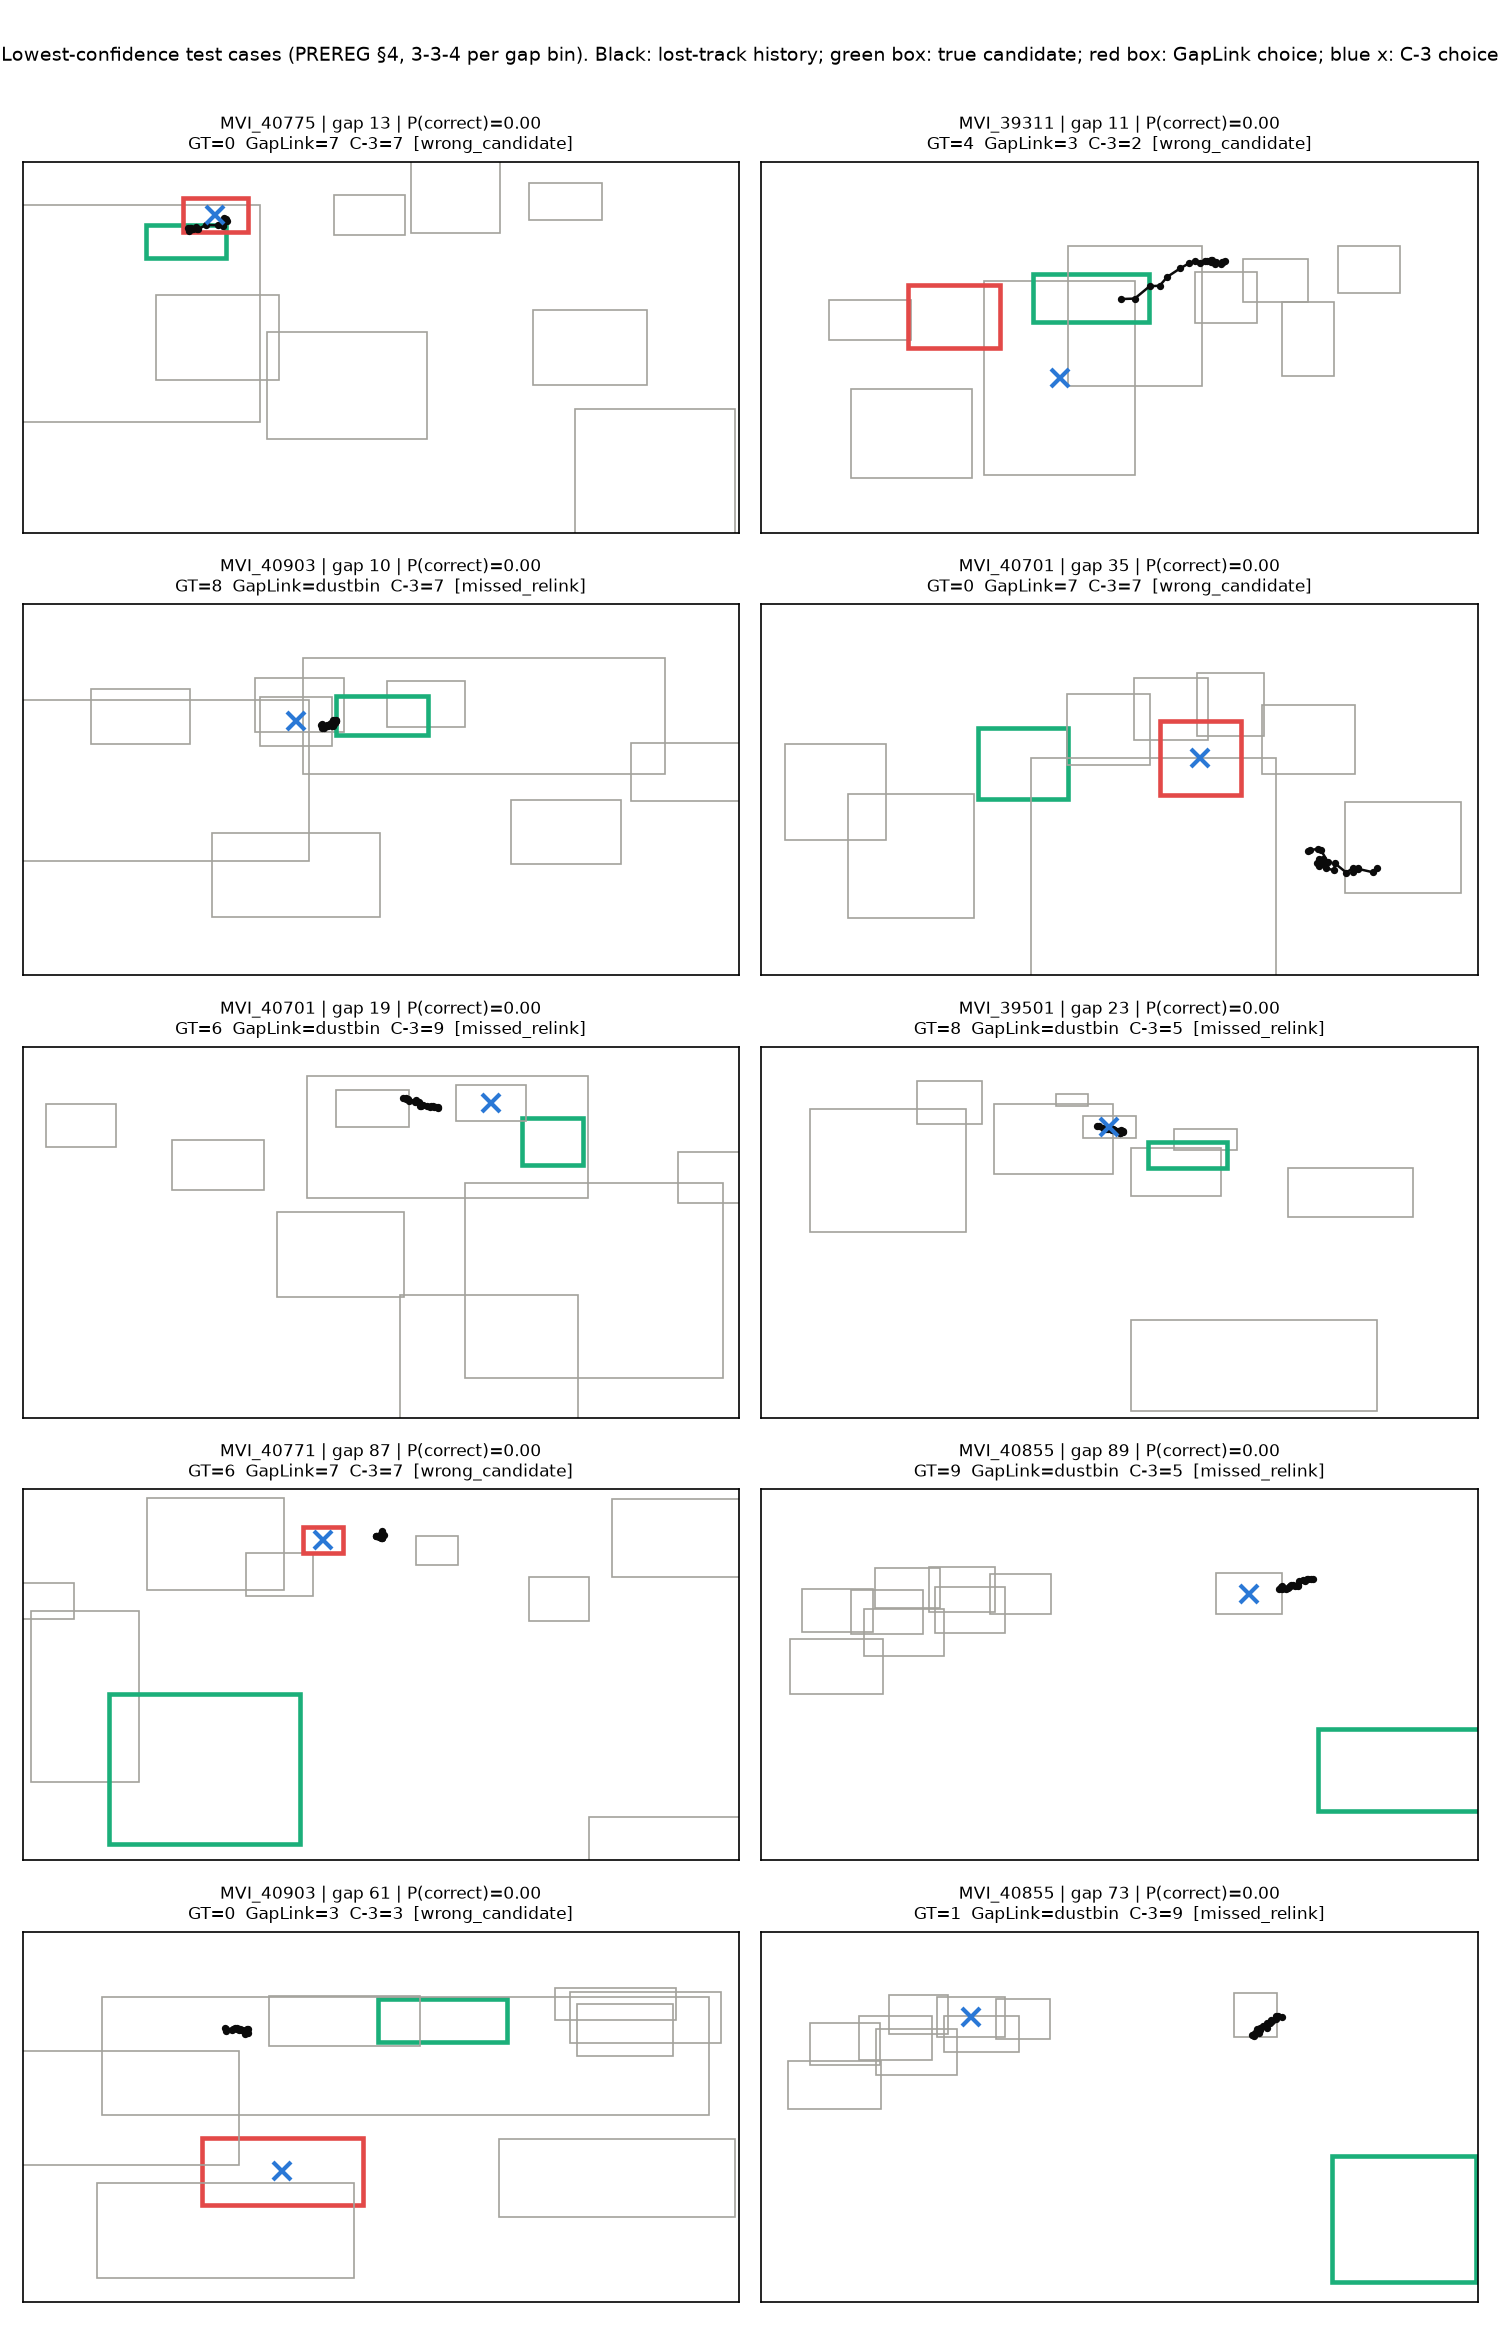 Lowest-confidence test cases (PREREG §4, 3-3-4 per gap bin). Black: lost-track history; green box: true candidate; red box: GapLink choice; blue x: C-3 choice
MVI_40775 | gap 13 | P(correct)=0.00
GT=0  GapLink=7  C-3=7  [wrong_candidate]
MVI_39311 | gap 11 | P(correct)=0.00
GT=4  GapLink=3  C-3=2  [wrong_candidate]
MVI_40903 | gap 10 | P(correct)=0.00
GT=8  GapLink=dustbin  C-3=7  [missed_relink]
MVI_40701 | gap 35 | P(correct)=0.00
GT=0  GapLink=7  C-3=7  [wrong_candidate]
MVI_40701 | gap 19 | P(correct)=0.00
GT=6  GapLink=dustbin  C-3=9  [missed_relink]
MVI_39501 | gap 23 | P(correct)=0.00
GT=8  GapLink=dustbin  C-3=5  [missed_relink]
MVI_40771 | gap 87 | P(correct)=0.00
GT=6  GapLink=7  C-3=7  [wrong_candidate]
MVI_40855 | gap 89 | P(correct)=0.00
GT=9  GapLink=dustbin  C-3=5  [missed_relink]
MVI_40903 | gap 61 | P(correct)=0.00
GT=0  GapLink=3  C-3=3  [wrong_candidate]
MVI_40855 | gap 73 | P(correct)=0.00
GT=1  GapLink=dustbin  C-3=9  [missed_relink]